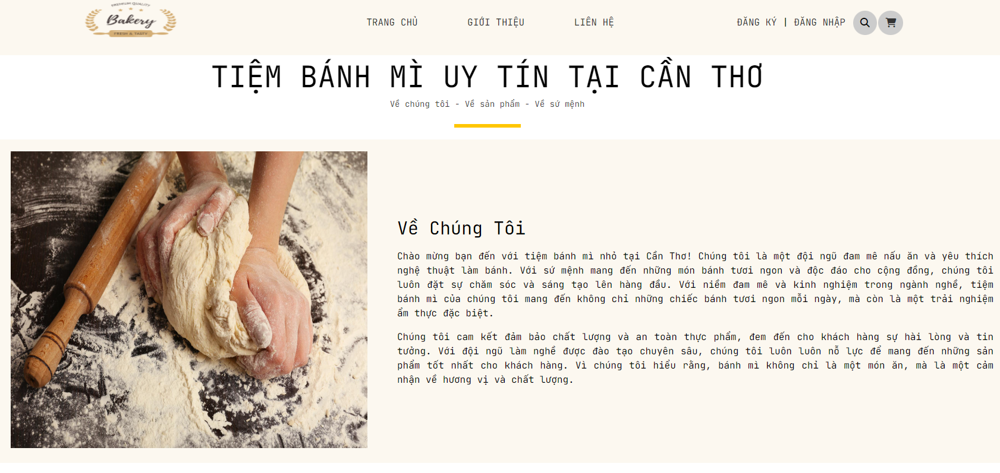 PREMIUM QUALITY
Bakery
FRESH & TASTY
TRANG CHỦ
GIỚI THIỆU
LIÊN HỆ
ĐĂNG KÝ | ĐĂNG NHẬP
TIỆM BÁNH MÌ UY TÍN TẠI CẦN THƠ
Về chúng tôi - Về sản phẩm - Về sứ mệnh
Về Chúng Tôi
Chào mừng bạn đến với tiệm bánh mì nhỏ tại Cần Thơ! Chúng tôi là một đội ngũ đam mê nấu ăn và yêu thích
nghệ thuật làm bánh. Với sứ mệnh mang đến những món bánh tươi ngon và độc đáo cho cộng đồng, chúng tôi
luôn đặt sự chăm sóc và sáng tạo lên hàng đầu. Với niềm đam mê và kinh nghiệm trong ngành nghề, tiệm
bánh mì của chúng tôi mang đến không chỉ những chiếc bánh tươi ngon mỗi ngày, mà còn là một trải nghiệm
ẩm thực đặc biệt.
Chúng tôi cam kết đảm bảo chất lượng và an toàn thực phẩm, đem đến cho khách hàng sự hài lòng và tin
tưởng. Với đội ngũ làm nghề được đào tạo chuyên sâu, chúng tôi luôn luôn nỗ lực để mang đến những sản
phẩm tốt nhất cho khách hàng. Vì chúng tôi hiểu rằng, bánh mì không chỉ là một món ăn, mà là một cảm
nhận về hương vị và chất lượng.